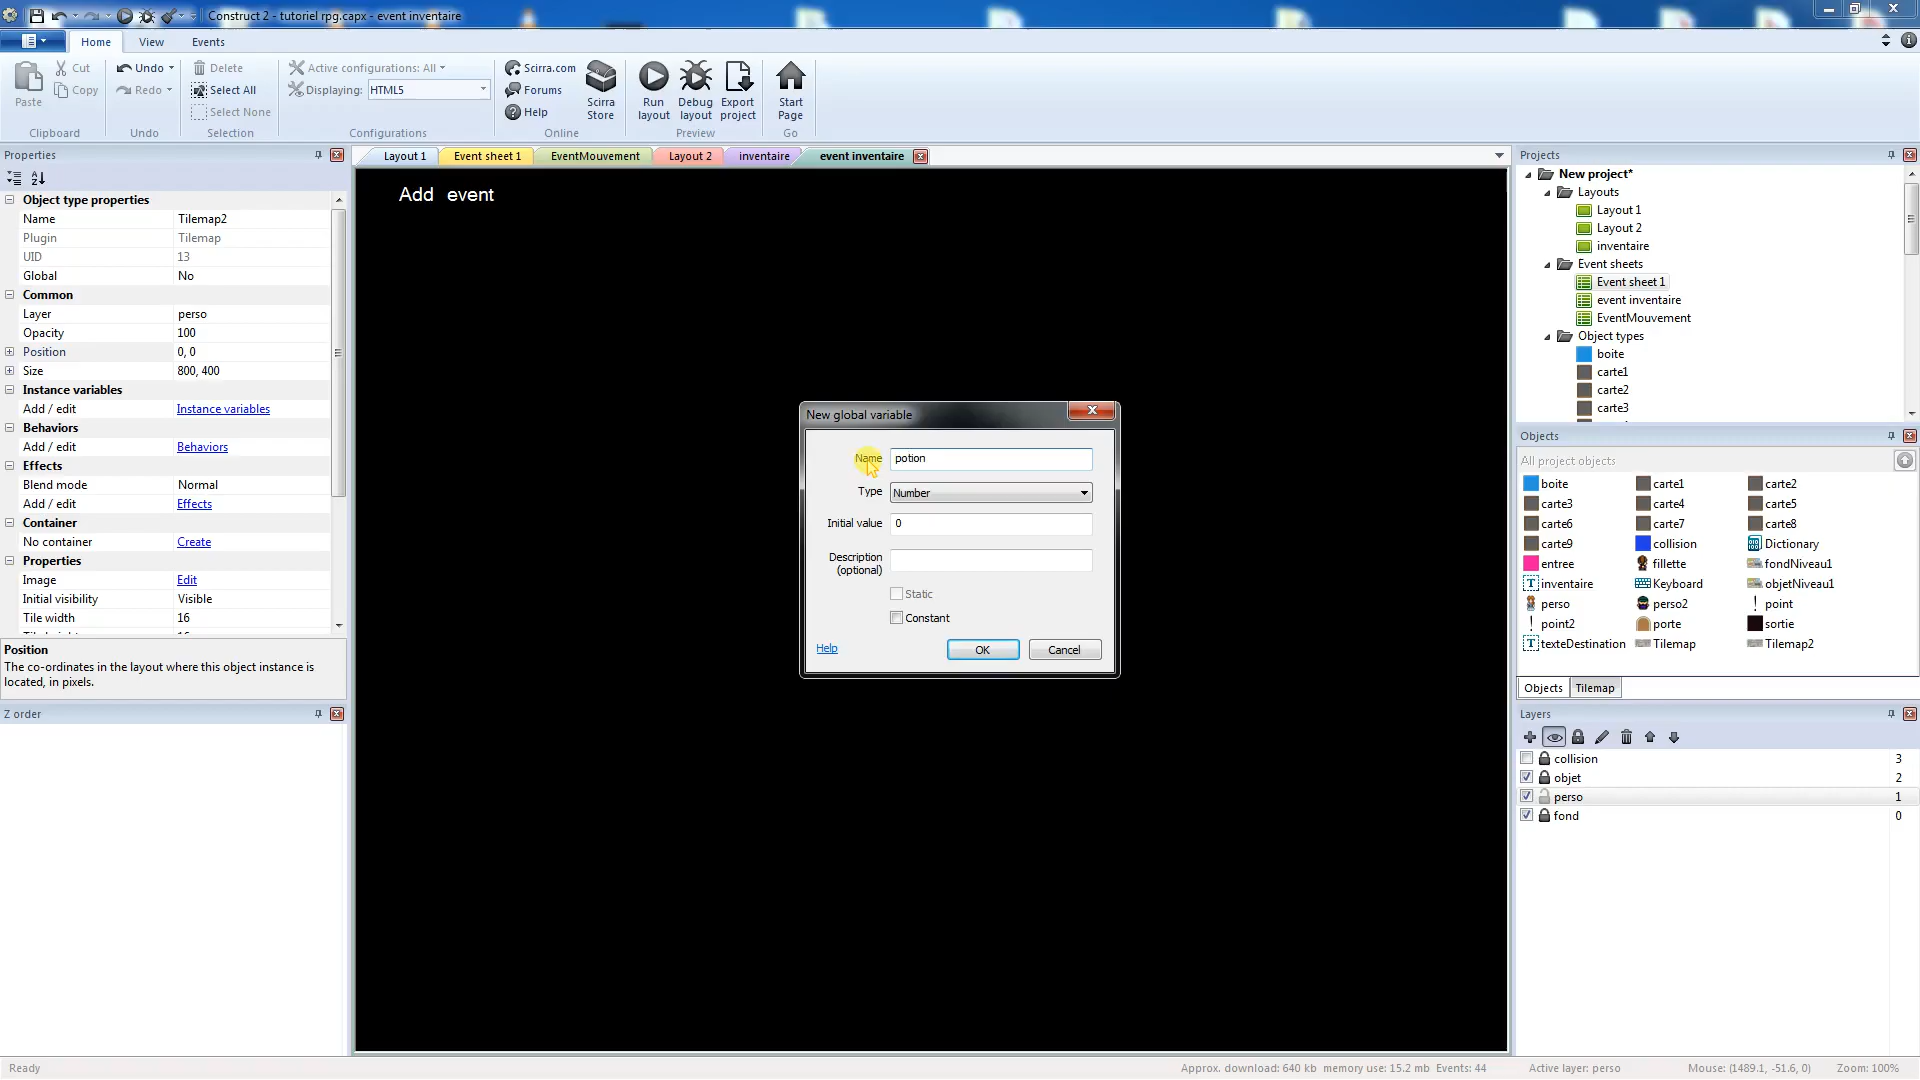 Construct 2 - tutoriel rpg.capx - event inventaire
Home View Events
Paste
Cut
Copy
Clipboard
Undo
Redo
Undo
Delete
Select All
Select None
Selection
Active configurations: All
Displaying: HTML5
Configurations
Scirra.com
Forums
Help
Scirra Store
Online
Run layout
Debug layout
Export project
Preview
Start Page
Go
Properties
Object type properties
Name Tilemap2
Plugin Tilemap
UID 13
Global No
Common
Layer perso
Opacity 100
Position 0, 0
Size 800, 400
Instance variables
Add / edit Instance variables
Behaviors
Add / edit Behaviors
Effects
Blend mode Normal
Add / edit Effects
Container
No container Create
Properties
Image Edit
Initial visibility Visible
Tile width 16
Position
The co-ordinates in the layout where this object instance is
located, in pixels.
Z order
Layout 1 Event sheet 1 EventMouvement Layout 2 inventaire event inventaire
Add event
New global variable
Name potion
Type Number
Initial value 0
Description
(optional)
Static
Constant
Help OK Cancel
Projects
New project*
Layouts
Layout 1
Layout 2
inventaire
Event sheets
Event sheet 1
event inventaire
EventMouvement
Object types
boite
carte1
carte2
carte3
Objects
All project objects
boite carte1 carte2
carte3 carte4 carte5
carte6 carte7 carte8
carte9 collision Dictionary
entree fillette fondNiveau1
inventaire Keyboard objetNiveau1
perso perso2 point
point2 porte sortie
texteDestination Tilemap Tilemap2
Objects Tilemap
Layers
collision 3
objet 2
perso 1
fond 0
Ready
Approx. download: 640 kb memory use: 15.2 mb Events: 44 Active layer: perso Mouse: (1489.1, -51.6, 0) Zoom: 100%